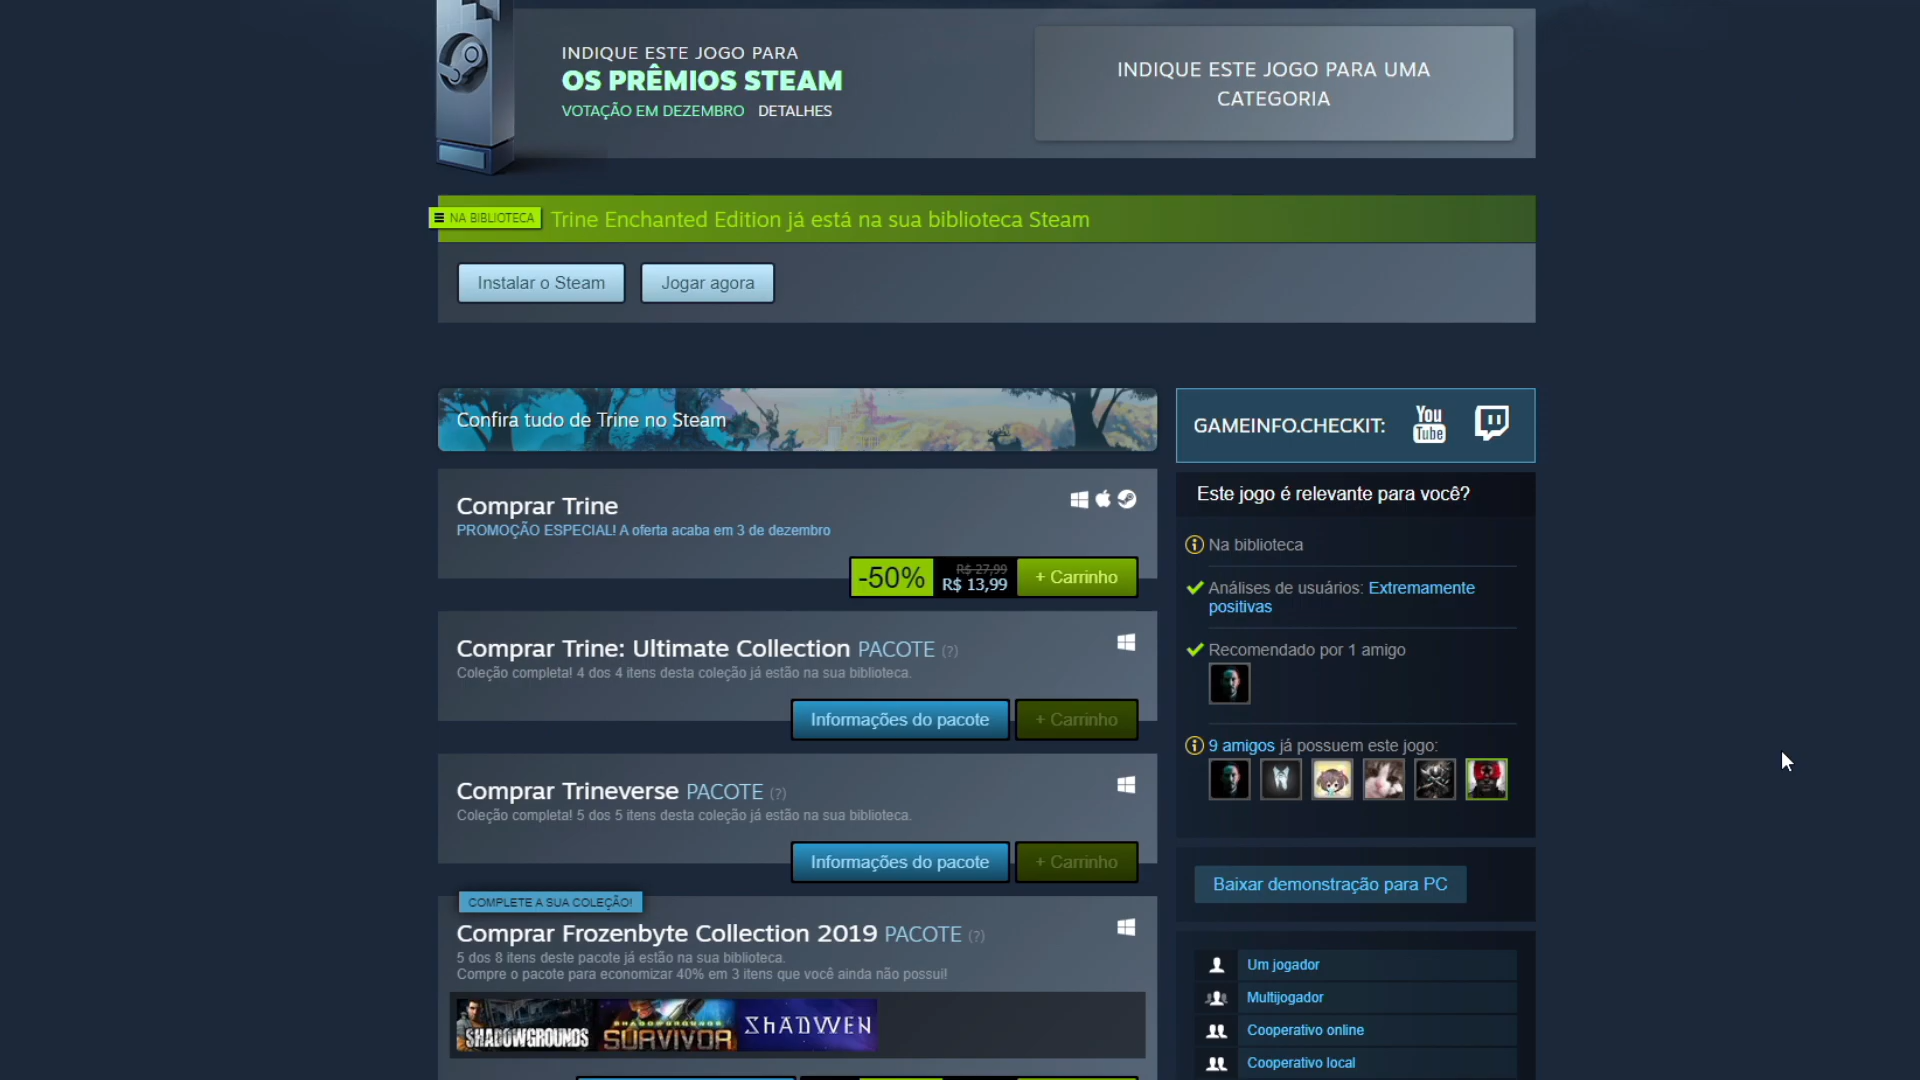 INDIQUE ESTE JOGO PARA
OS PRÊMIOS STEAM
VOTAÇÃO EM DEZEMBRO DETALHES
INDIQUE ESTE JOGO PARA UMA
CATEGORIA
NA BIBLIOTECA
Trine Enchanted Edition já está na sua biblioteca Steam
Instalar o Steam
Jogar agora
Confira tudo de Trine no Steam
Comprar Trine
PROMOÇÃO ESPECIAL! A oferta acaba em 3 de dezembro
-50%
R$ 27,99
R$ 13,99
+ Carrinho
Comprar Trine: Ultimate Collection PACOTE (?)
Coleção completa! 4 dos 4 itens desta coleção já estão na sua biblioteca.
Informações do pacote
+ Carrinho
Comprar Trineverse PACOTE (?)
Coleção completa! 5 dos 5 itens desta coleção já estão na sua biblioteca.
Informações do pacote
+ Carrinho
COMPLETE A SUA COLEÇÃO!
Comprar Frozenbyte Collection 2019 PACOTE (?)
5 dos 8 itens deste pacote já estão na sua biblioteca.
Compre o pacote para economizar 40% em 3 itens que você ainda não possui!
SHADOWGROUNDS
SHADOWGROUNDS
SURVIVOR
SHADWEN
GAMEINFO.CHECKIT:
You
Tube
Este jogo é relevante para você?
Na biblioteca
Análises de usuários: Extremamente
positivas
Recomendado por 1 amigo
9 amigos já possuem este jogo:
Baixar demonstração para PC
Um jogador
Multijogador
Cooperativo online
Cooperativo local